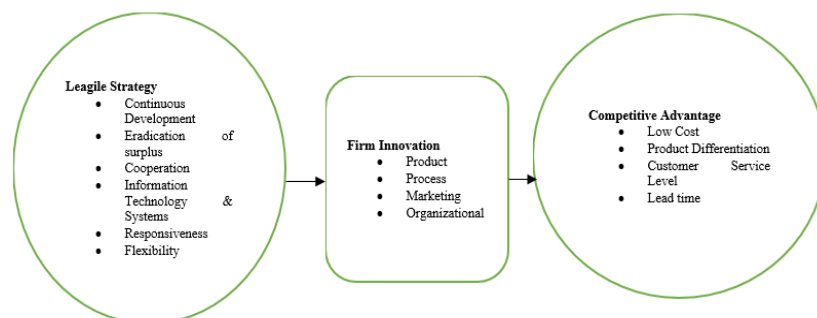 Leagile Strategy
• Continuous
Development
• Eradication of
surplus
• Cooperation
• Information
Technology &
Systems
• Responsiveness
• Flexibility
Firm Innovation
• Product
• Process
• Marketing
• Organizational
Competitive Advantage
• Low Cost
• Product Differentiation
• Customer Service
Level
• Lead time